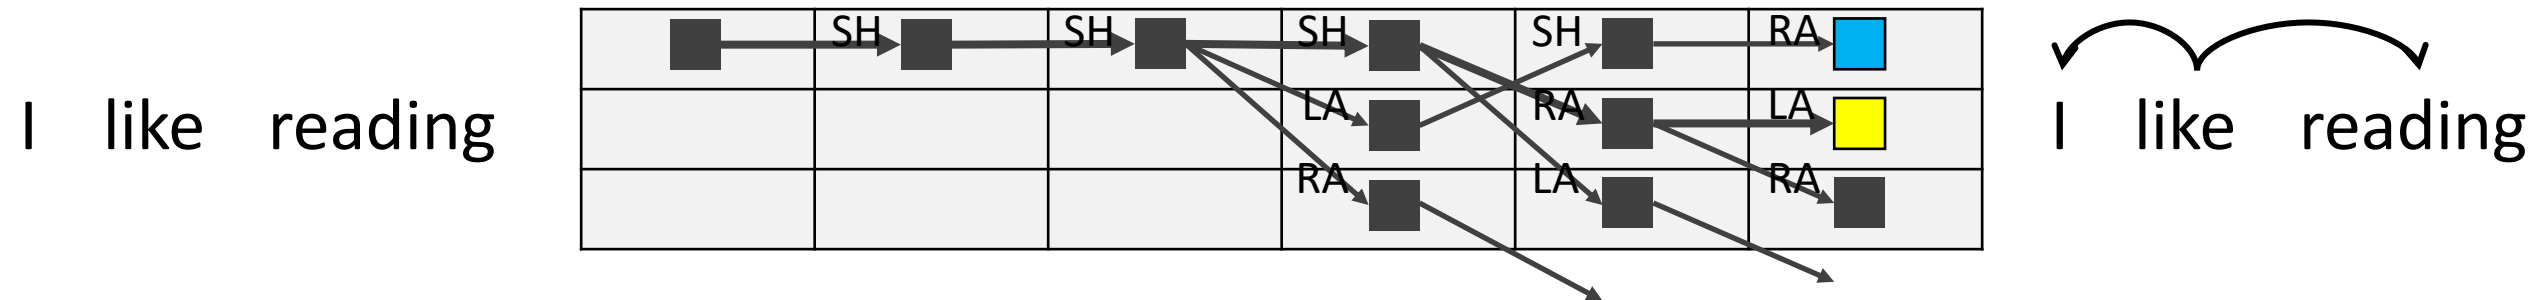 SH SH SH SH RA
I like reading LA RA LA I like reading
RA LA RA